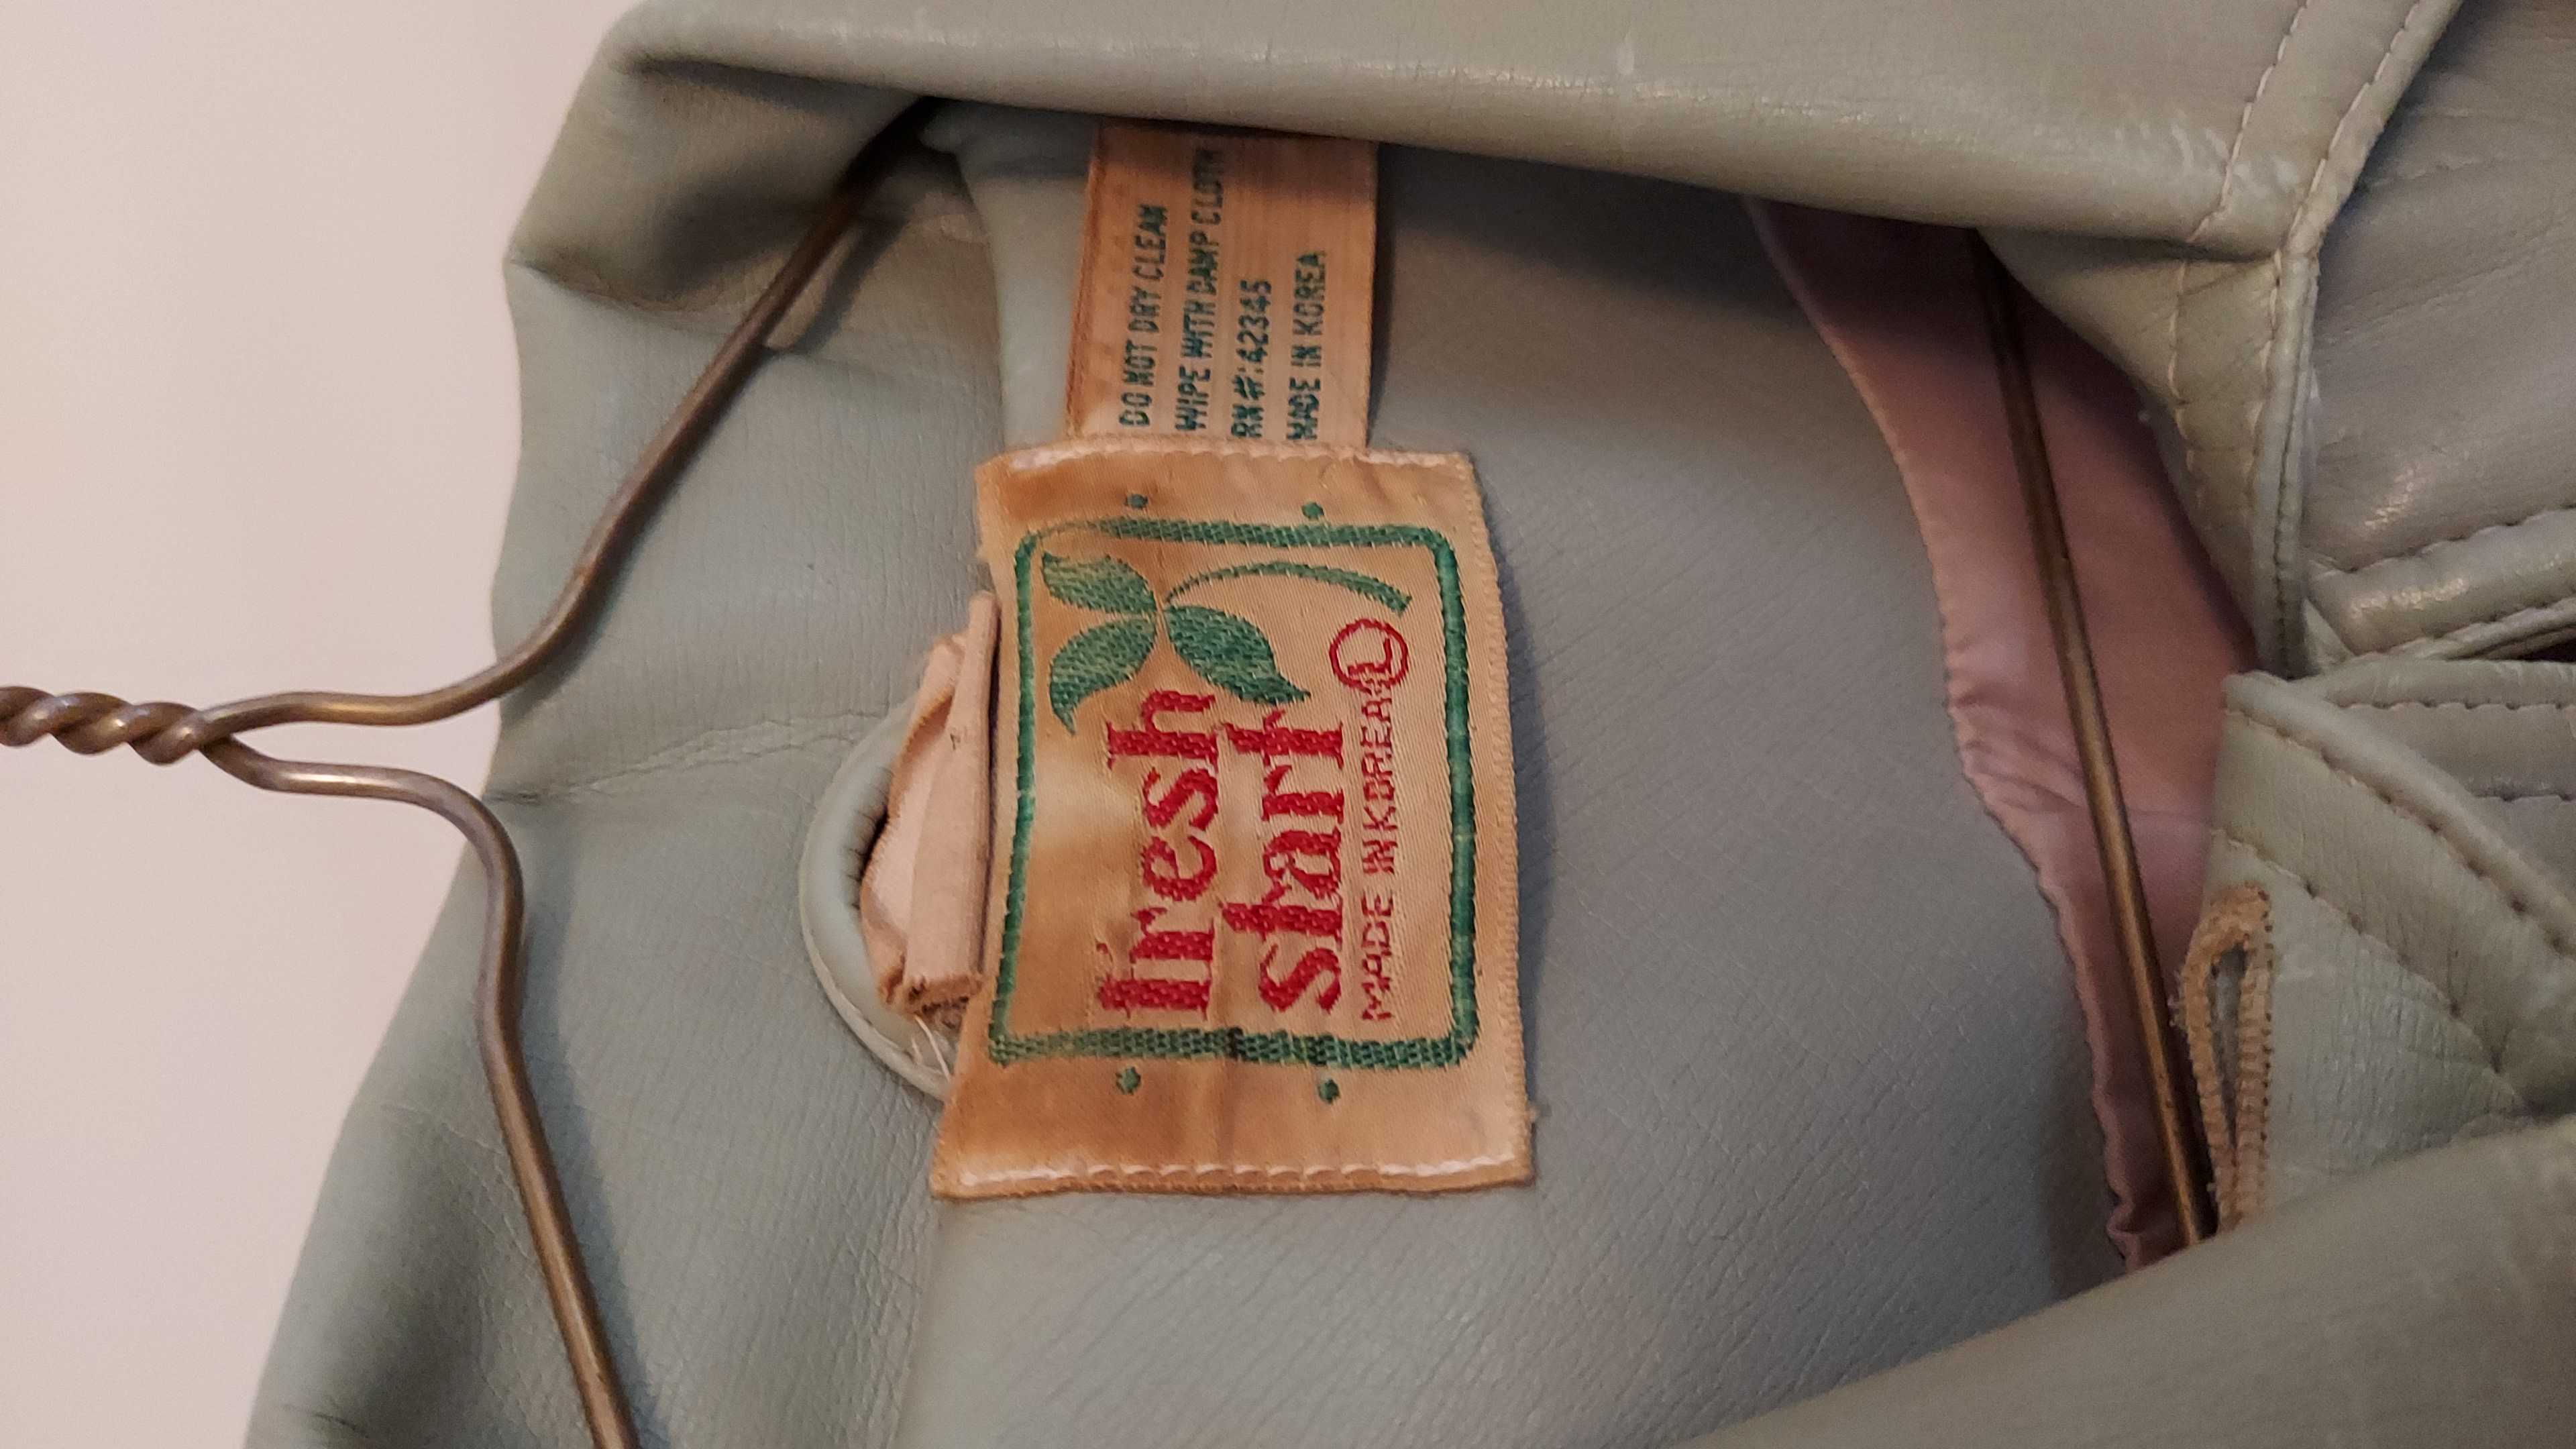 fresh
start
MADE IN KOREA L
DO NOT DRY CLEAN
WIPE WITH DAMP CLOTH
RN#:42345
MADE IN KOREA